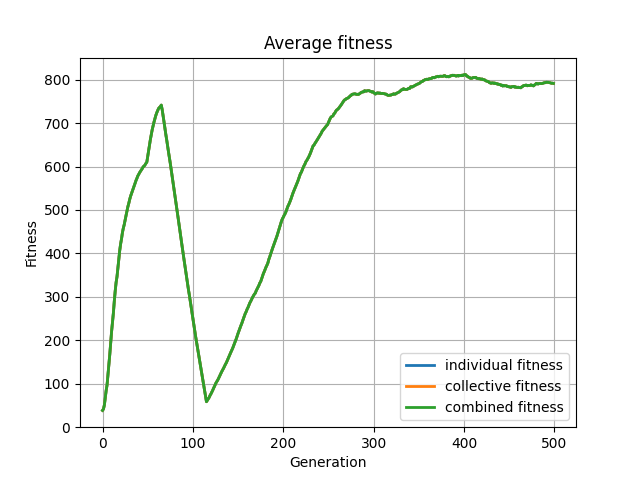 Average fitness
Fitness
800
700
600
500
400
300
200
100
0
0 100 200 300 400 500
Generation
individual fitness
collective fitness
combined fitness